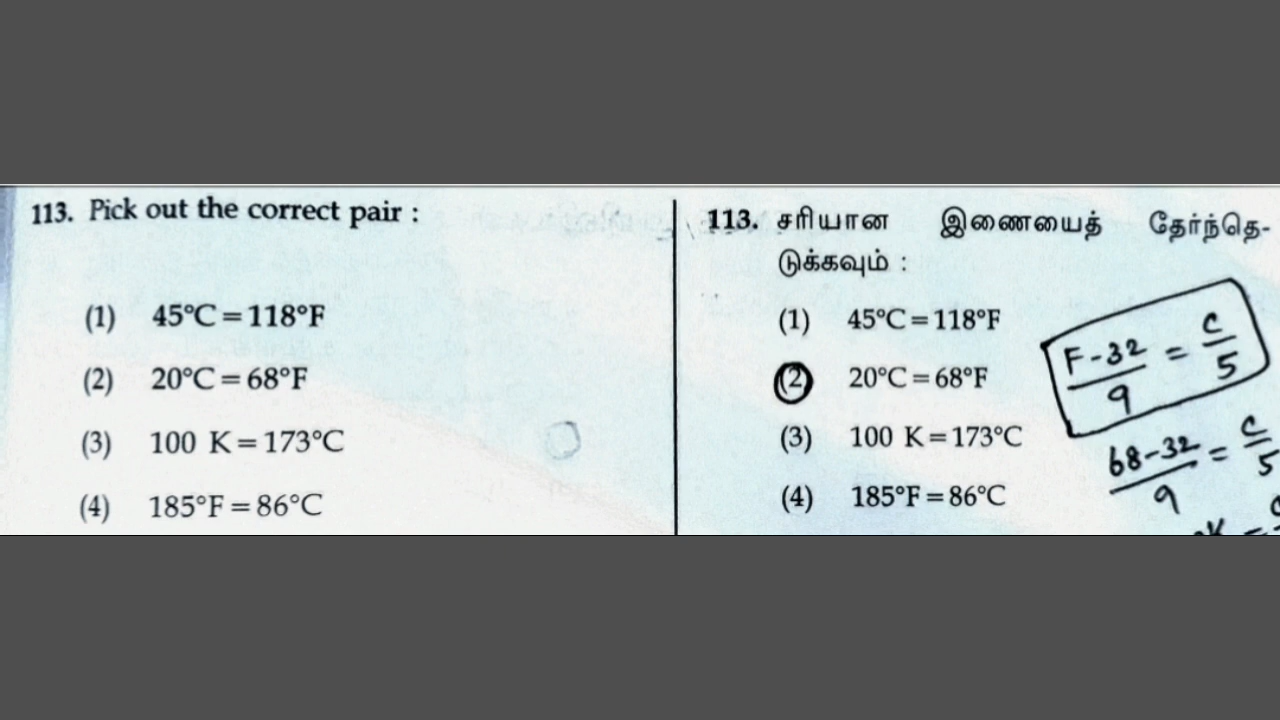 113. Pick out the correct pair :
(1) 45°C = 118°F
(2) 20°C = 68°F
(3) 100 K = 173°C
(4) 185°F = 86°C
113. சரியான இணையைத் தேர்ந்தெ-
டுக்கவும் :
(1) 45°C = 118°F
(2) 20°C = 68°F
(3) 100 K = 173°C
(4) 185°F = 86°C
F - 32 / 9 = C / 5
68 - 32 / 9 = C / 5